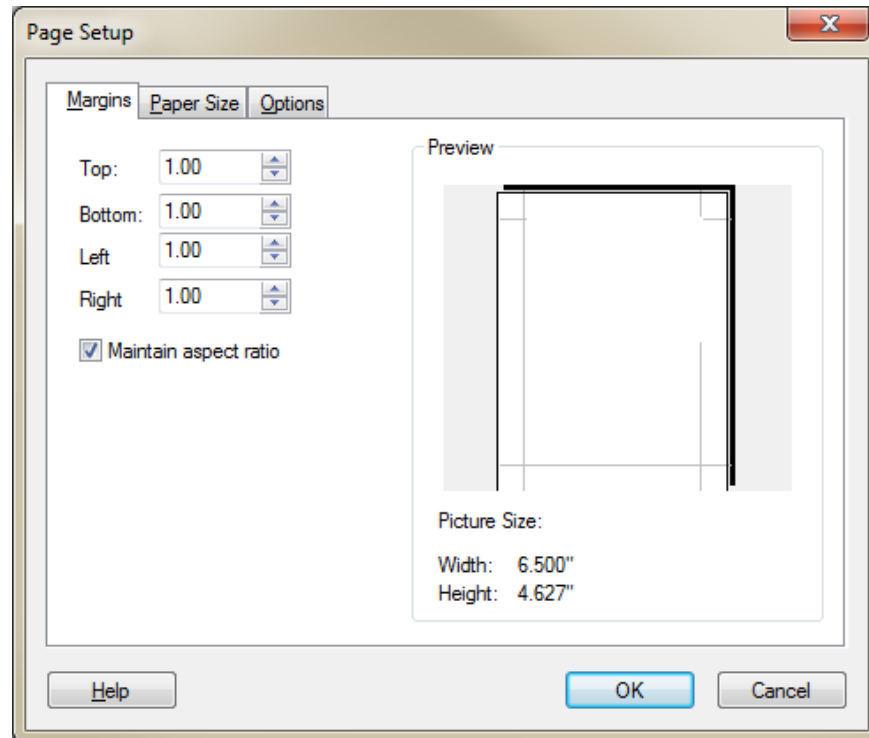 Page Setup
Margins Paper Size Options
Top: 1.00
Bottom: 1.00
Left 1.00
Right 1.00
Maintain aspect ratio
Preview
Picture Size:
Width: 6.500"
Height: 4.627"
Help OK Cancel